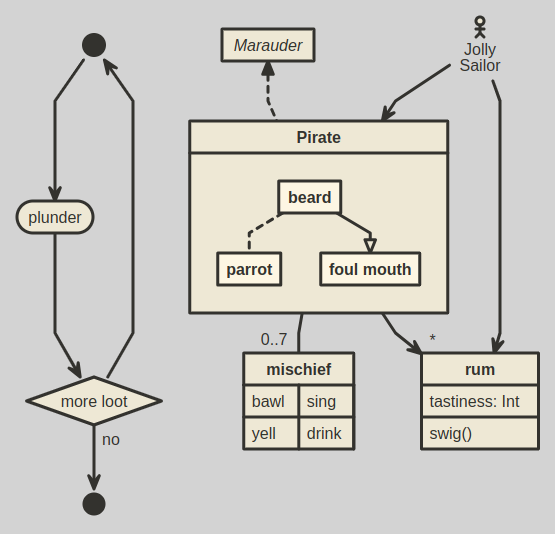 Marauder
Jolly
Sailor
Pirate
beard
plunder
parrot
foul mouth
0..7
*
mischief
rum
bawl
sing
tastiness: Int
more loot
yell
drink
swig()
no